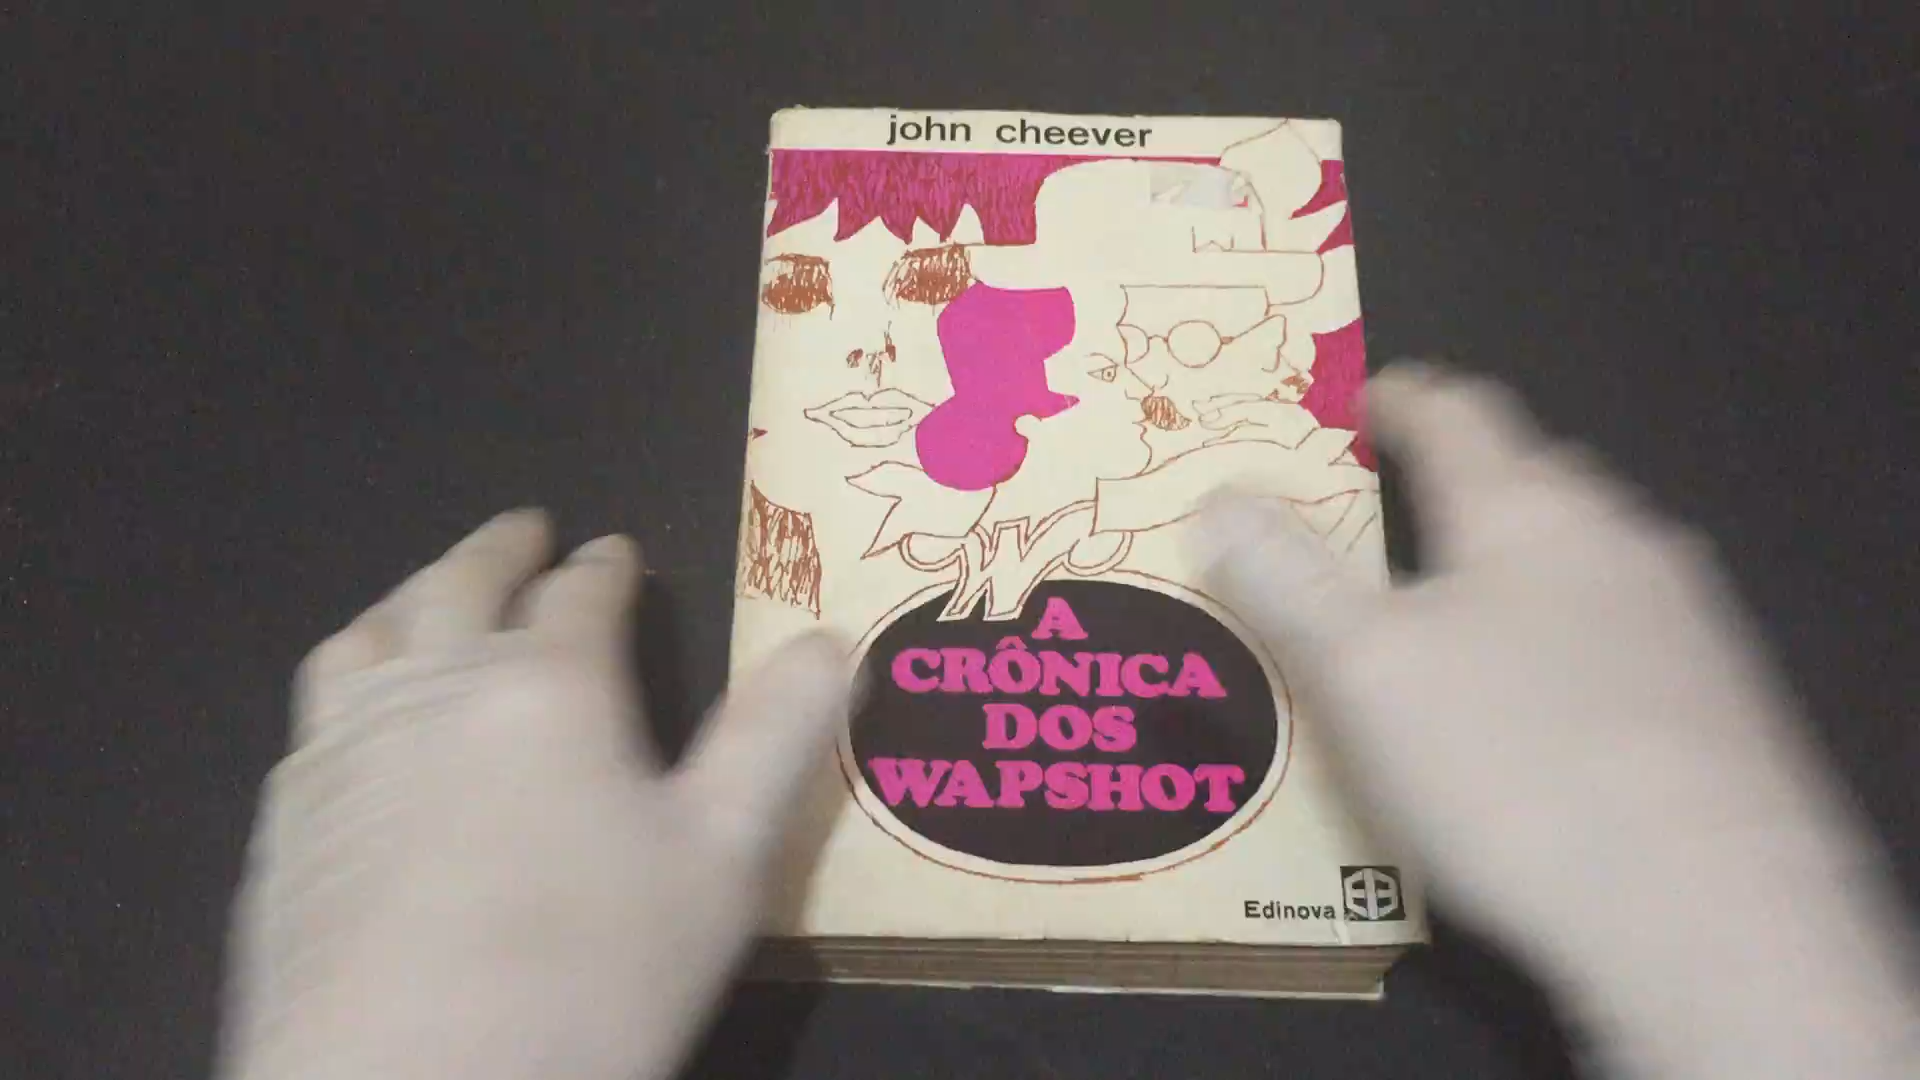 john cheever
W
W
A
CRÔNICA
DOS
WAPSHOT
Edinova